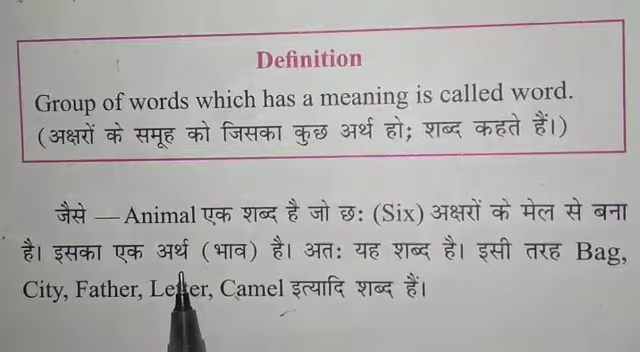 Definition
Group of words which has a meaning is called word.
(अक्षरों के समूह को जिसका कुछ अर्थ हो; शब्द कहते हैं।)
जैसे — Animal एक शब्द है जो छः (Six) अक्षरों के मेल से बना
है। इसका एक अर्थ (भाव) है। अतः यह शब्द है। इसी तरह Bag,
City, Father, Letter, Camel इत्यादि शब्द हैं।